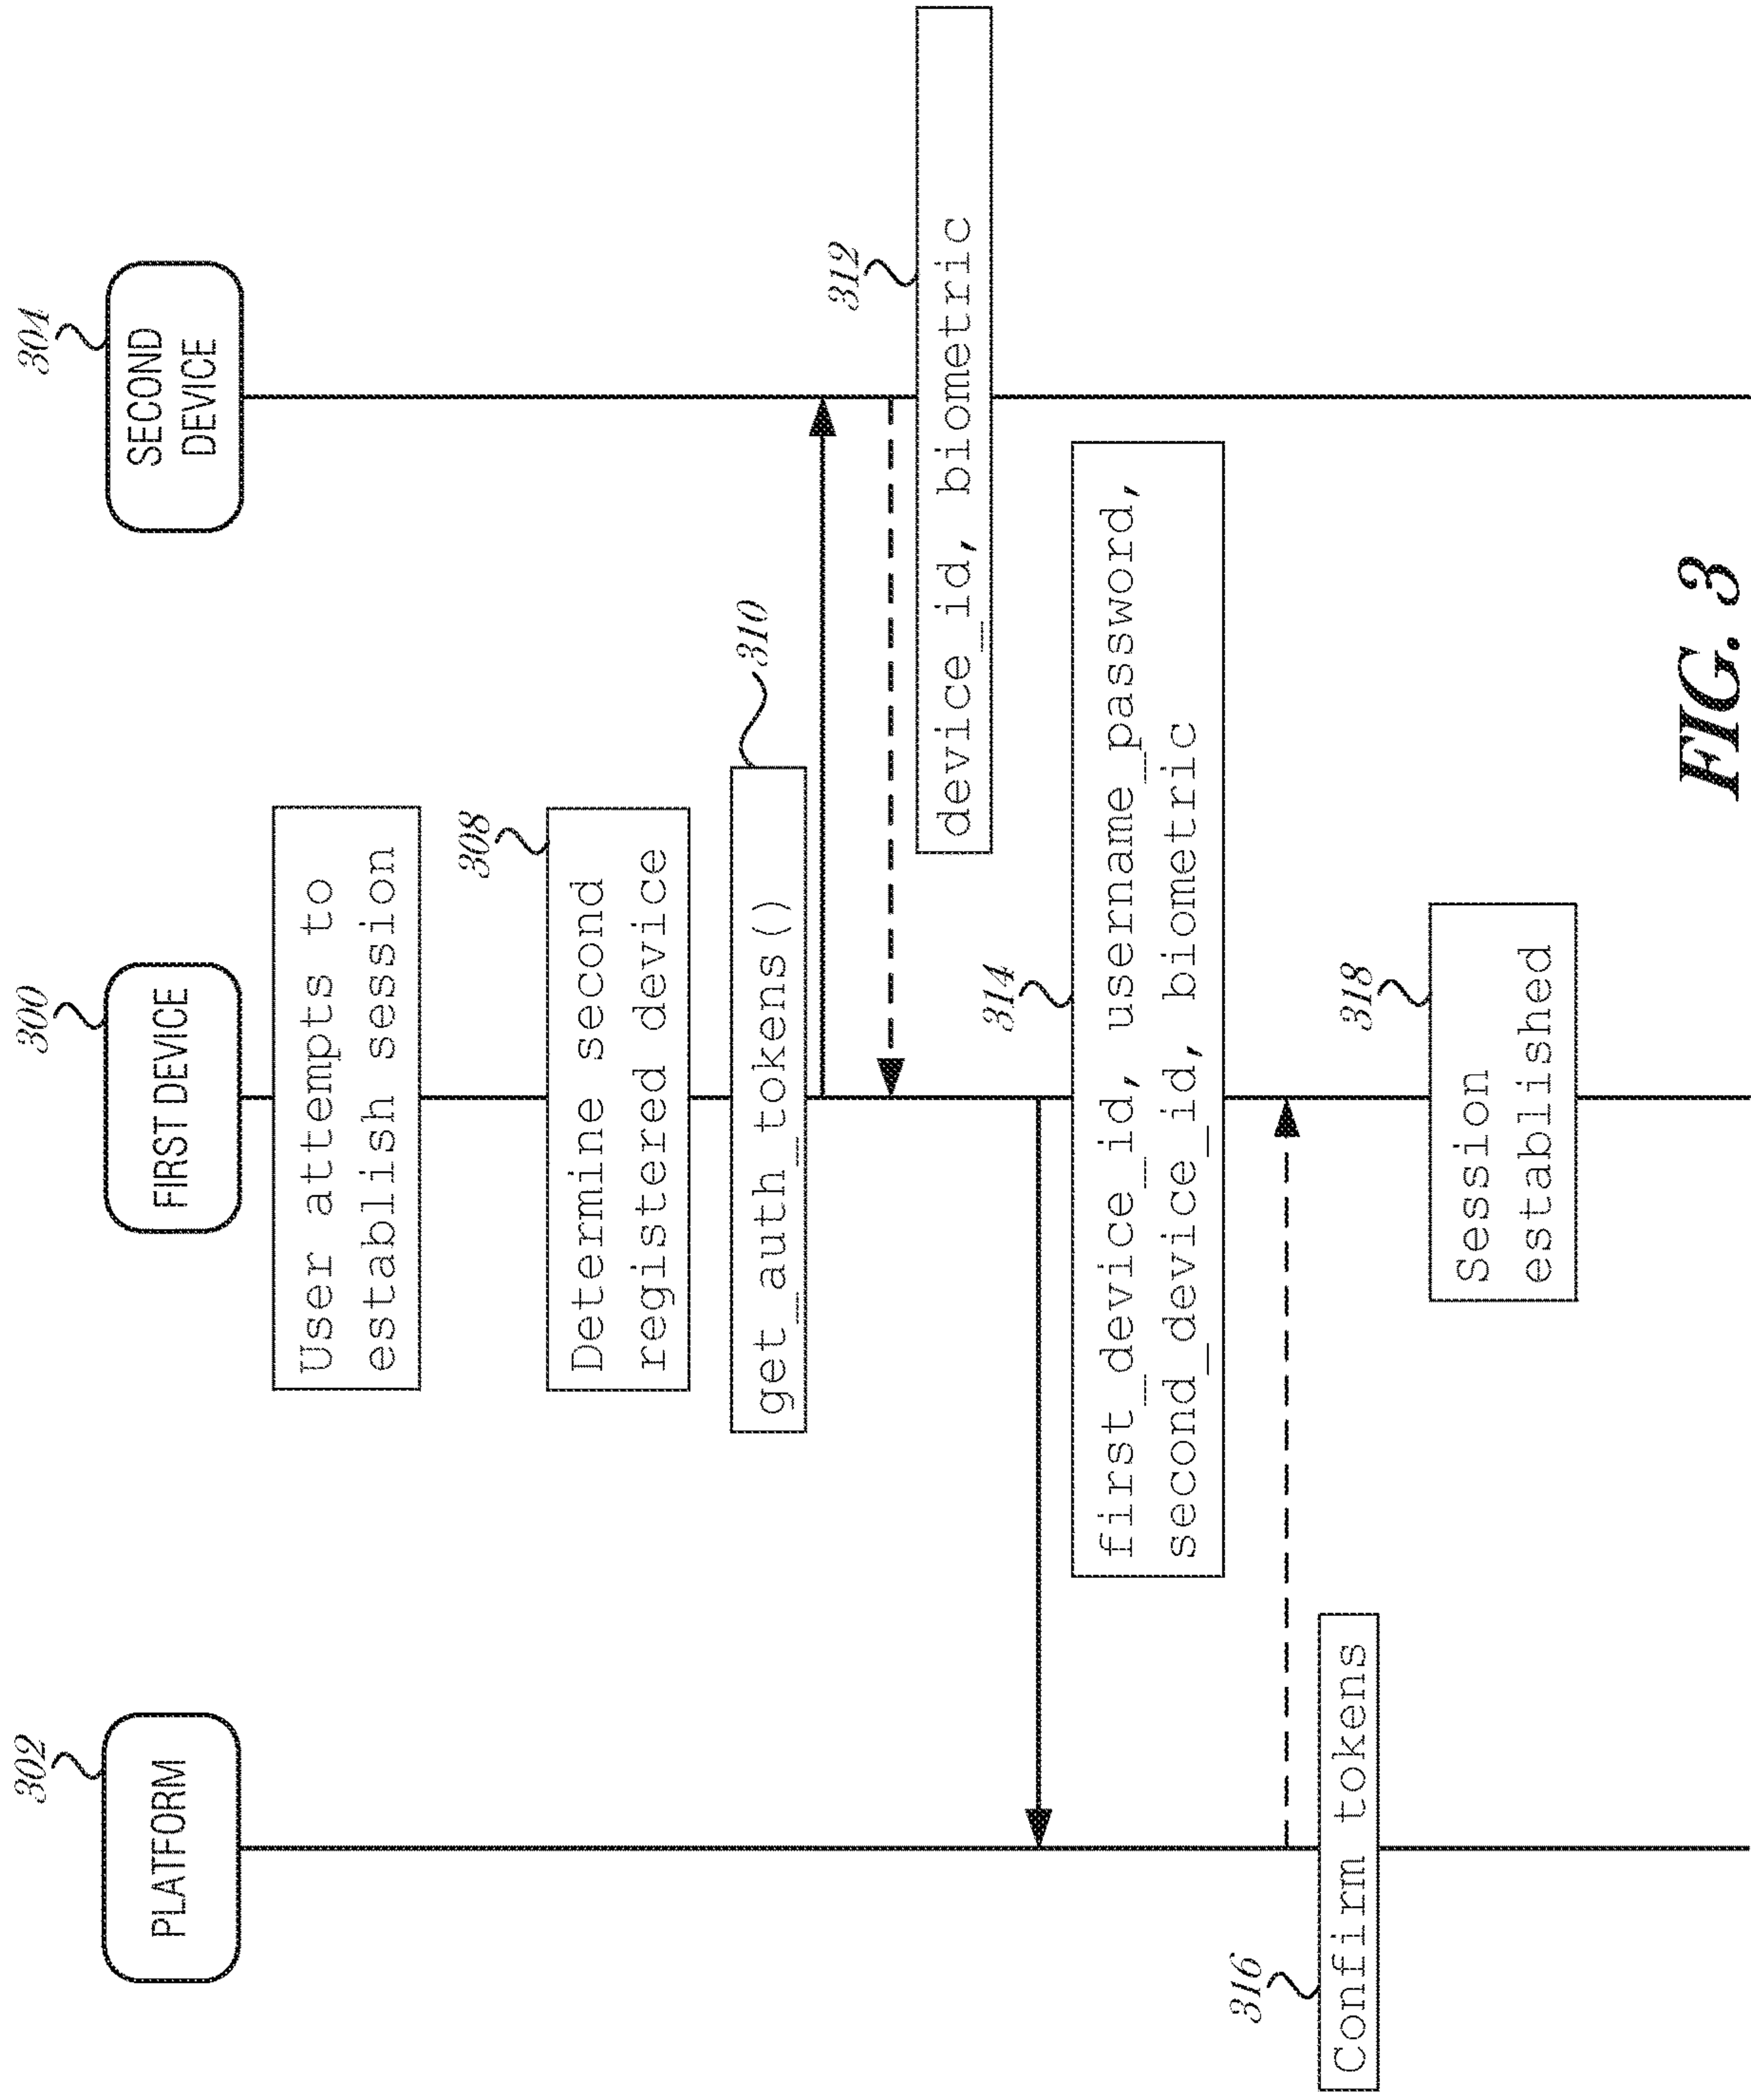 302
PLATFORM
300
FIRST DEVICE
304
SECOND
DEVICE
User attempts to
establish session
308
Determine second
registered device
310
get_auth_tokens()
312
device_id, biometric
314
first_device_id, username_password,
second_device_id, biometric
316
Confirm tokens
318
Session
established
FIG. 3